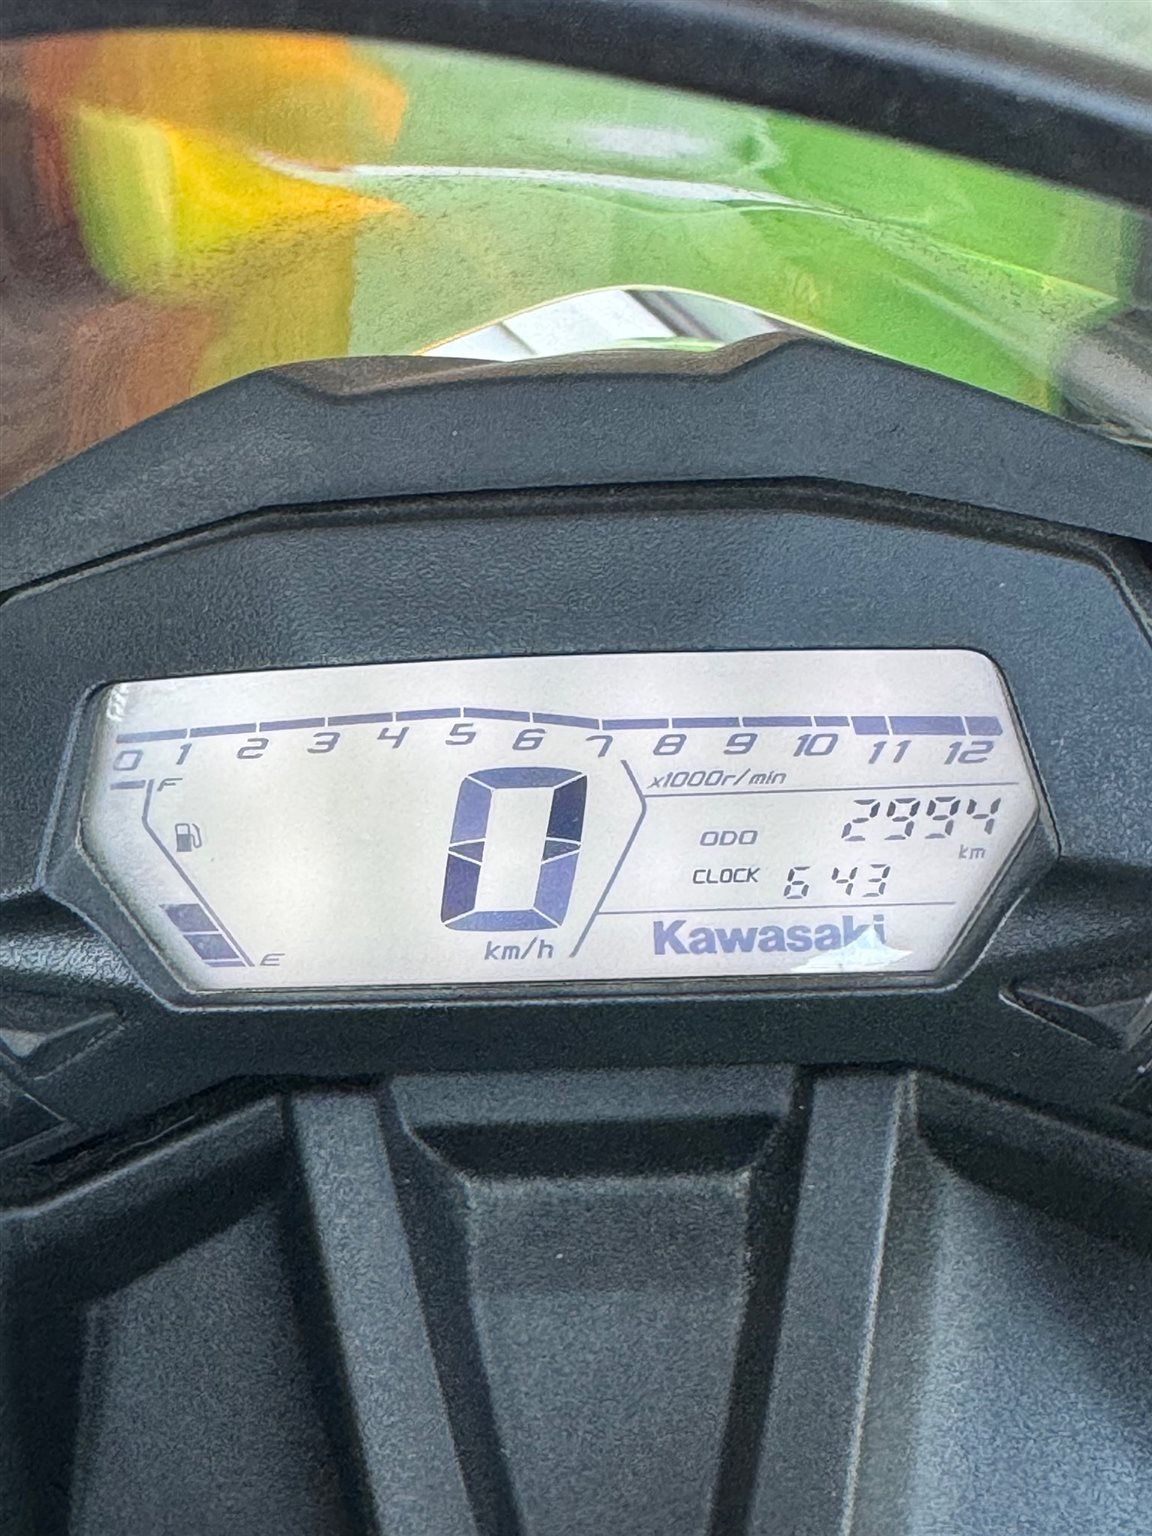 0 1 2 3 4 5 6 7 8 9 10 11 12
x1000r/min
F
ODO 2994
km
CLOCK 6 43
0
km/h
E
Kawasaki